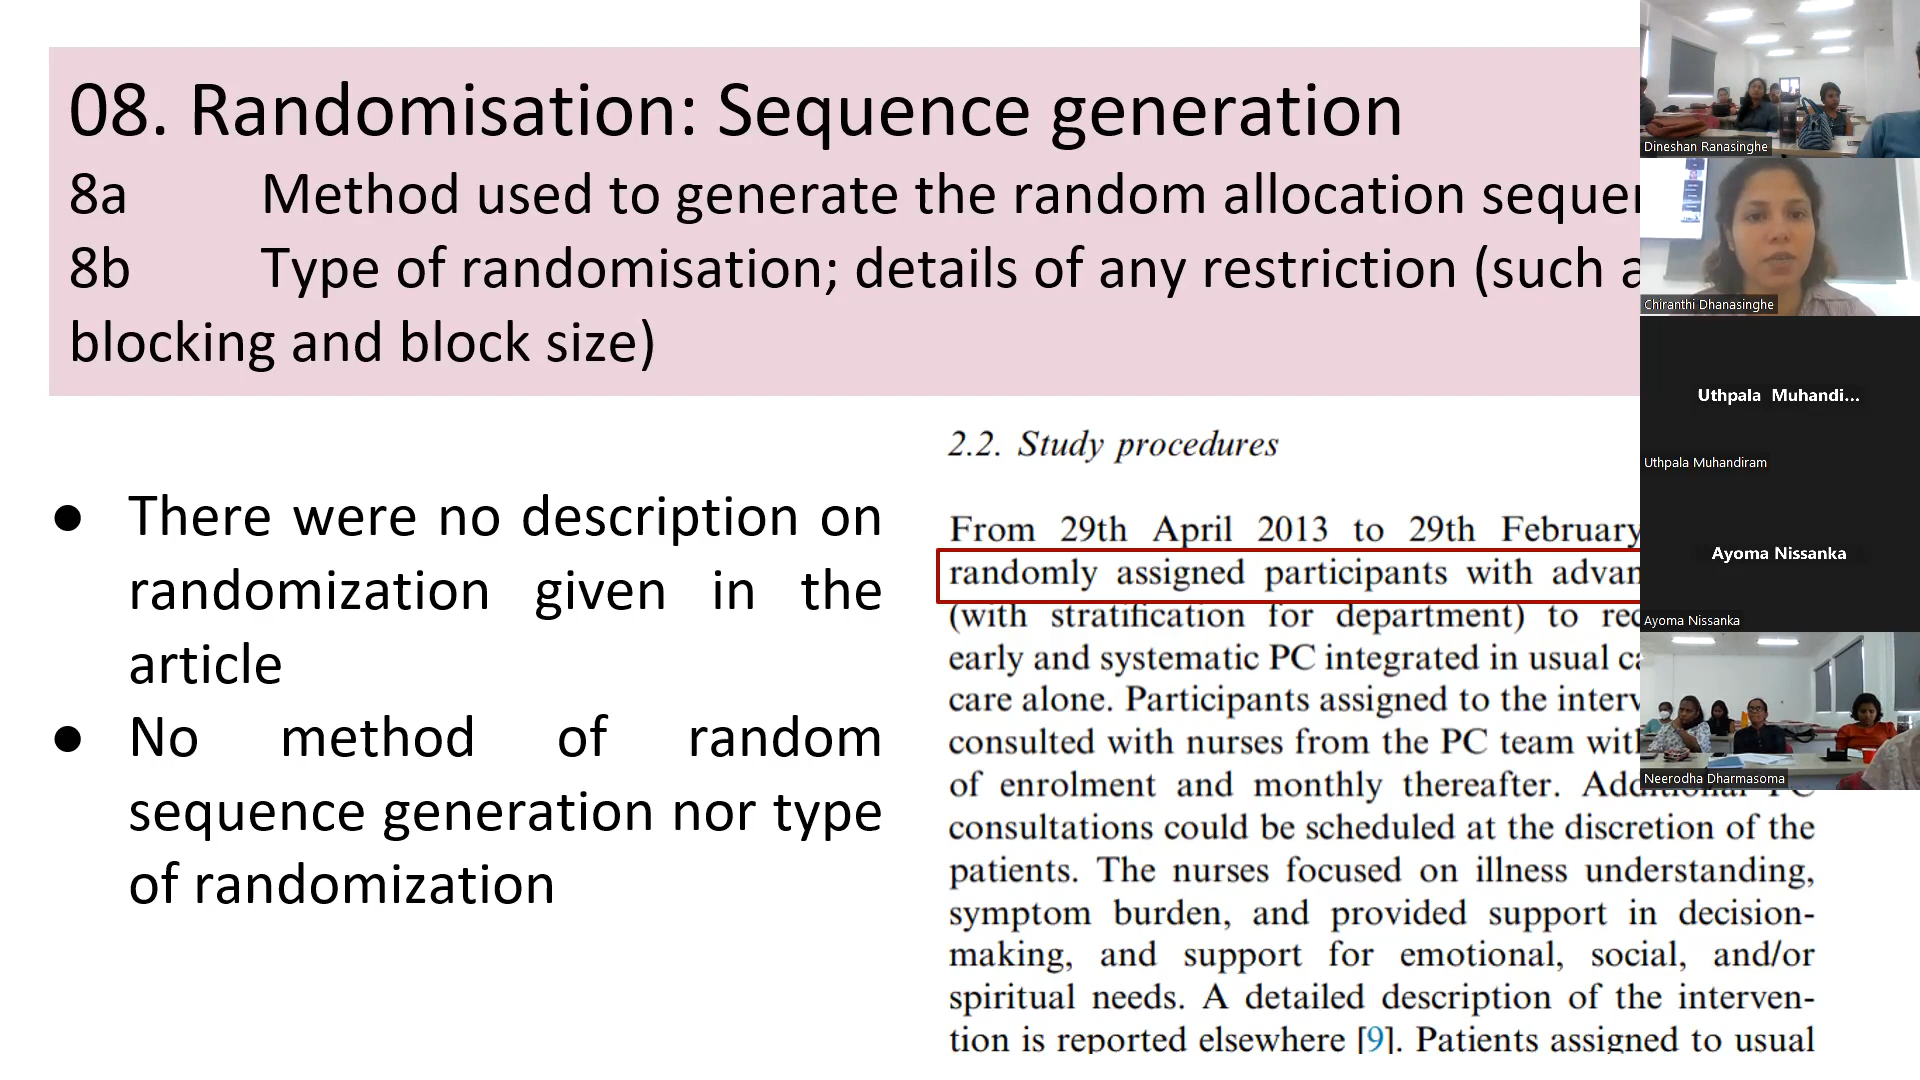 08. Randomisation: Sequence generation
8a Method used to generate the random allocation
8b Type of randomisation; details of any restriction (such
blocking and block size)
● There were no description on
randomization given in the
article
● No method of random
sequence generation nor type
of randomization
2.2. Study procedures
From 29th April 2013 to 29th February
randomly assigned participants with
(with stratification for department) to
early and systematic PC integrated in usual
care alone. Participants assigned to the
consulted with nurses from the PC team
of enrolment and monthly thereafter. Additional PC
consultations could be scheduled at the discretion of the
patients. The nurses focused on illness understanding,
symptom burden, and provided support in decision-
making, and support for emotional, social, and/or
spiritual needs. A detailed description of the interven-
tion is reported elsewhere [9]. Patients assigned to usual
Dineshan Ranasinghe
Chiranthi Dhanasinghe
Uthpala Muhandi...
Uthpala Muhandiram
Ayoma Nissanka
Ayoma Nissanka
Neerodha Dharmasoma